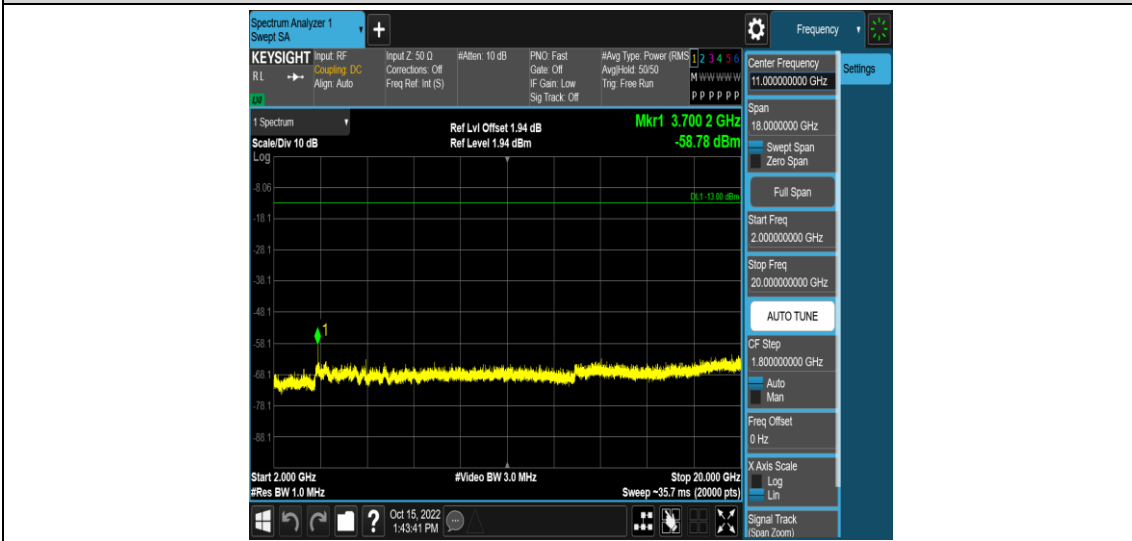 Spectrum Analyzer 1
Swept SA
+
Frequency
KEYSIGHT
RL
LXI
Input: RF
Coupling: DC
Align: Auto
Input Z: 50 Ω
Corrections: Off
Freq Ref: Int (S)
#Atten: 10 dB
PNO: Fast
Gate: Off
IF Gain: Low
Sig Track: Off
#Avg Type: Power (RMS
Avg|Hold: 50/50
Trig: Free Run
1 2 3 4 5 6
M W W W W W
P P P P P P
1 Spectrum
Scale/Div 10 dB
Log
Ref Lvl Offset 1.94 dB
Ref Level 1.94 dBm
Mkr1 3.700 2 GHz
-58.78 dBm
-8.06
DL1 -13.00 dBm
-18.1
-28.1
-38.1
-48.1
1
-58.1
-68.1
-78.1
-88.1
Start 2.000 GHz
#Video BW 3.0 MHz
Stop 20.000 GHz
#Res BW 1.0 MHz
Sweep ~35.7 ms (20000 pts)
?
Oct 15, 2022
1:43:41 PM
Center Frequency
11.000000000 GHz
Settings
Span
18.0000000 GHz
Swept Span
Zero Span
Full Span
Start Freq
2.000000000 GHz
Stop Freq
20.000000000 GHz
AUTO TUNE
CF Step
1.800000000 GHz
Auto
Man
Freq Offset
0 Hz
X Axis Scale
Log
Lin
Signal Track
(Span Zoom)